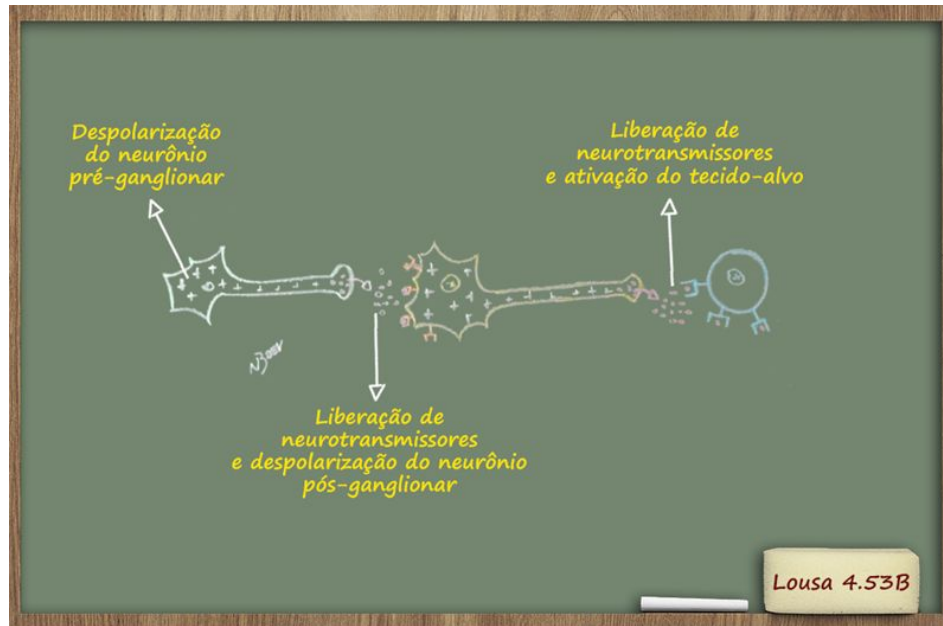 Despolarização
do neurônio
pré-ganglionar
Liberação de
neurotransmissores
e ativação do tecido-alvo
Liberação de
neurotransmissores
e despolarização do neurônio
pós-ganglionar
Lousa 4.53B